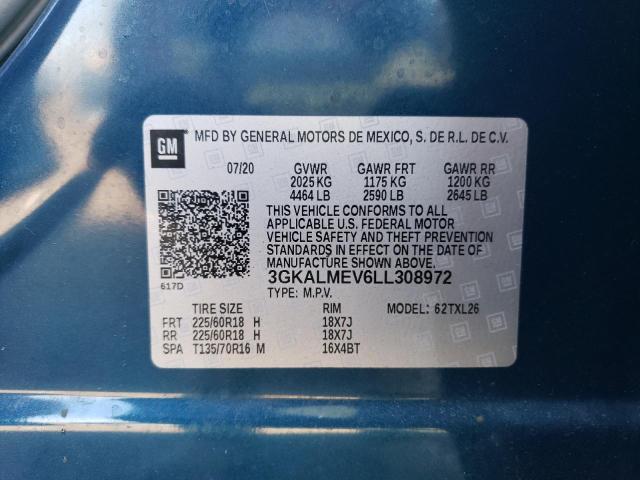 GM
MFD BY GENERAL MOTORS DE MEXICO, S. DE R.L. DE C.V.
07/20 GVWR GAWR FRT GAWR RR
2025 KG 1175 KG 1200 KG
4464 LB 2590 LB 2645 LB
THIS VEHICLE CONFORMS TO ALL
APPLICABLE U.S. FEDERAL MOTOR
VEHICLE SAFETY AND THEFT PREVENTION
STANDARDS IN EFFECT ON THE DATE
OF MANUFACTURE SHOWN ABOVE.
3GKALMEV6LL308972
617D
TYPE: M.P.V.
TIRE SIZE RIM MODEL: 62TXL26
FRT 225/60R18 H 18X7J
RR 225/60R18 H 18X7J
SPA T135/70R16 M 16X4BT